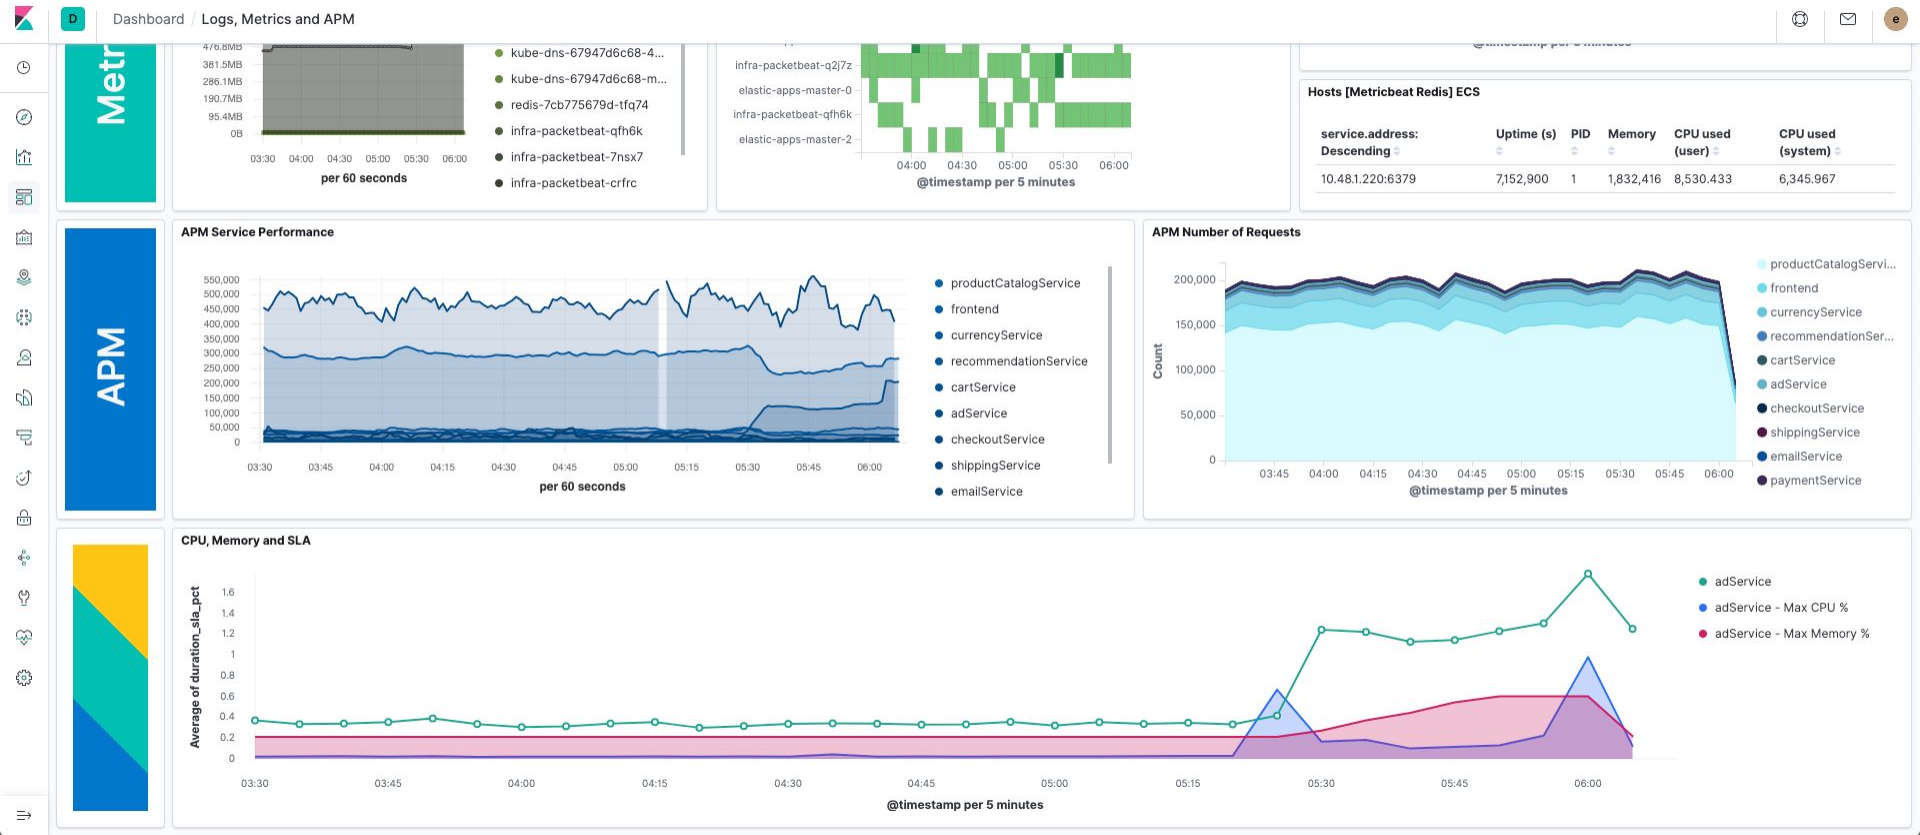 D
Dashboard / Logs, Metrics and APM
e
Metr
476.8MB
381.5MB
286.1MB
190.7MB
95.4MB
0B
03:30 04:00 04:30 05:00 05:30 06:00
per 60 seconds
kube-dns-67947d6c68-4...
kube-dns-67947d6c68-m...
redis-7cb775679d-tfq74
infra-packetbeat-qfh6k
infra-packetbeat-7nsx7
infra-packetbeat-crfrc
infra-packetbeat-q2j7z
elastic-apps-master-0
infra-packetbeat-qfh6k
elastic-apps-master-2
04:00 04:30 05:00 05:30 06:00
@timestamp per 5 minutes
@timestamp per 5 minutes
Hosts [Metricbeat Redis] ECS
service.address: Descending Uptime (s) PID Memory CPU used (user) CPU used (system)
10.48.1.220:6379 7,152,900 1 1,832,416 8,530.433 6,345.967
APM
APM Service Performance
550,000
500,000
450,000
400,000
350,000
300,000
250,000
200,000
150,000
100,000
50,000
0
03:30 03:45 04:00 04:15 04:30 04:45 05:00 05:15 05:30 05:45 06:00
per 60 seconds
productCatalogService
frontend
currencyService
recommendationService
cartService
adService
checkoutService
shippingService
emailService
APM Number of Requests
Count
200,000
150,000
100,000
50,000
0
03:45 04:00 04:15 04:30 04:45 05:00 05:15 05:30 05:45 06:00
@timestamp per 5 minutes
productCatalogServi...
frontend
currencyService
recommendationSer...
cartService
adService
checkoutService
shippingService
emailService
paymentService
CPU, Memory and SLA
Average of duration_sla_pct
1.6
1.4
1.2
1
0.8
0.6
0.4
0.2
0
03:30 03:45 04:00 04:15 04:30 04:45 05:00 05:15 05:30 05:45 06:00
@timestamp per 5 minutes
adService
adService - Max CPU %
adService - Max Memory %